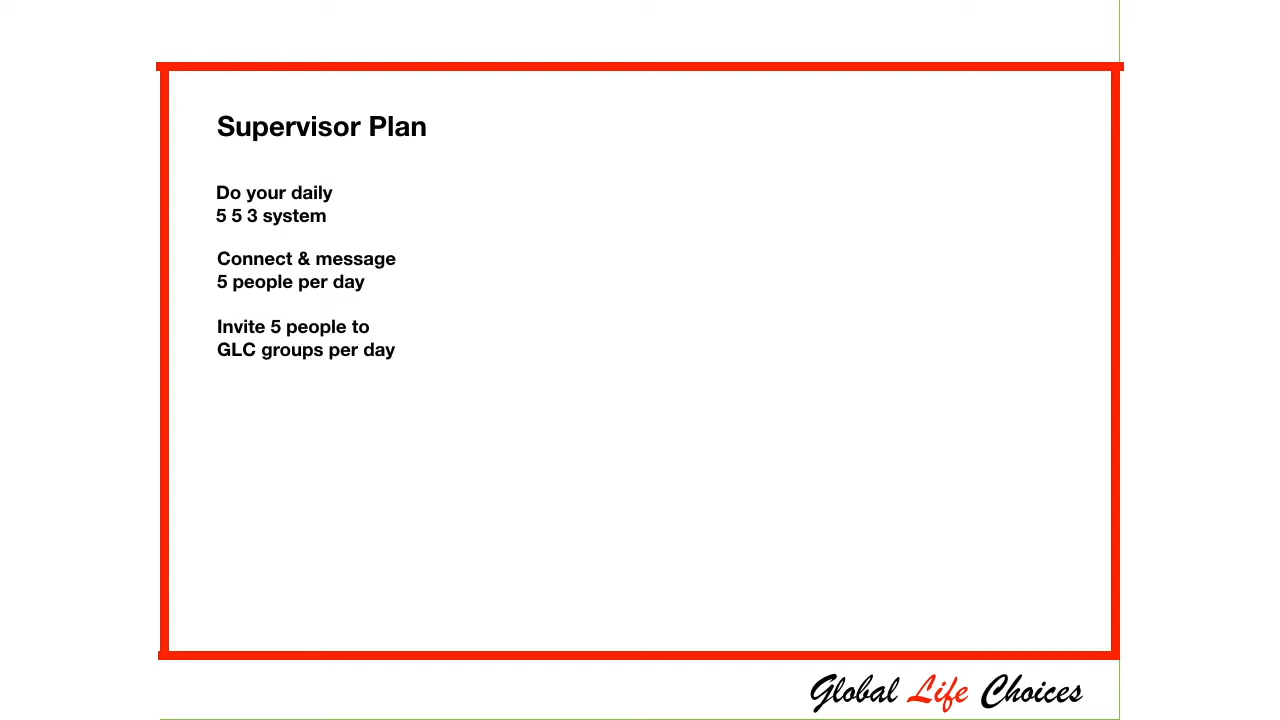 Supervisor Plan
Do your daily
5 5 3 system
Connect & message
5 people per day
Invite 5 people to
GLC groups per day
Global Life Choices